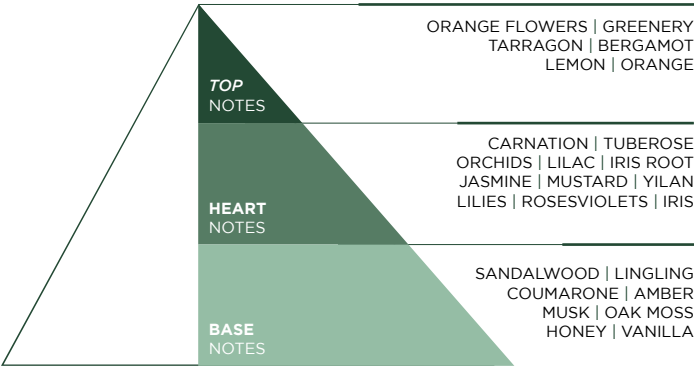 ORANGE FLOWERS | GREENERY
TARRAGON | BERGAMOT
LEMON | ORANGE
TOP
NOTES
CARNATION | TUBEROSE
ORCHIDS | LILAC | IRIS ROOT
JASMINE | MUSTARD | YILAN
LILIES | ROSESVIOLETS | IRIS
HEART
NOTES
SANDALWOOD | LINGLING
COUMARONE | AMBER
MUSK | OAK MOSS
HONEY | VANILLA
BASE
NOTES